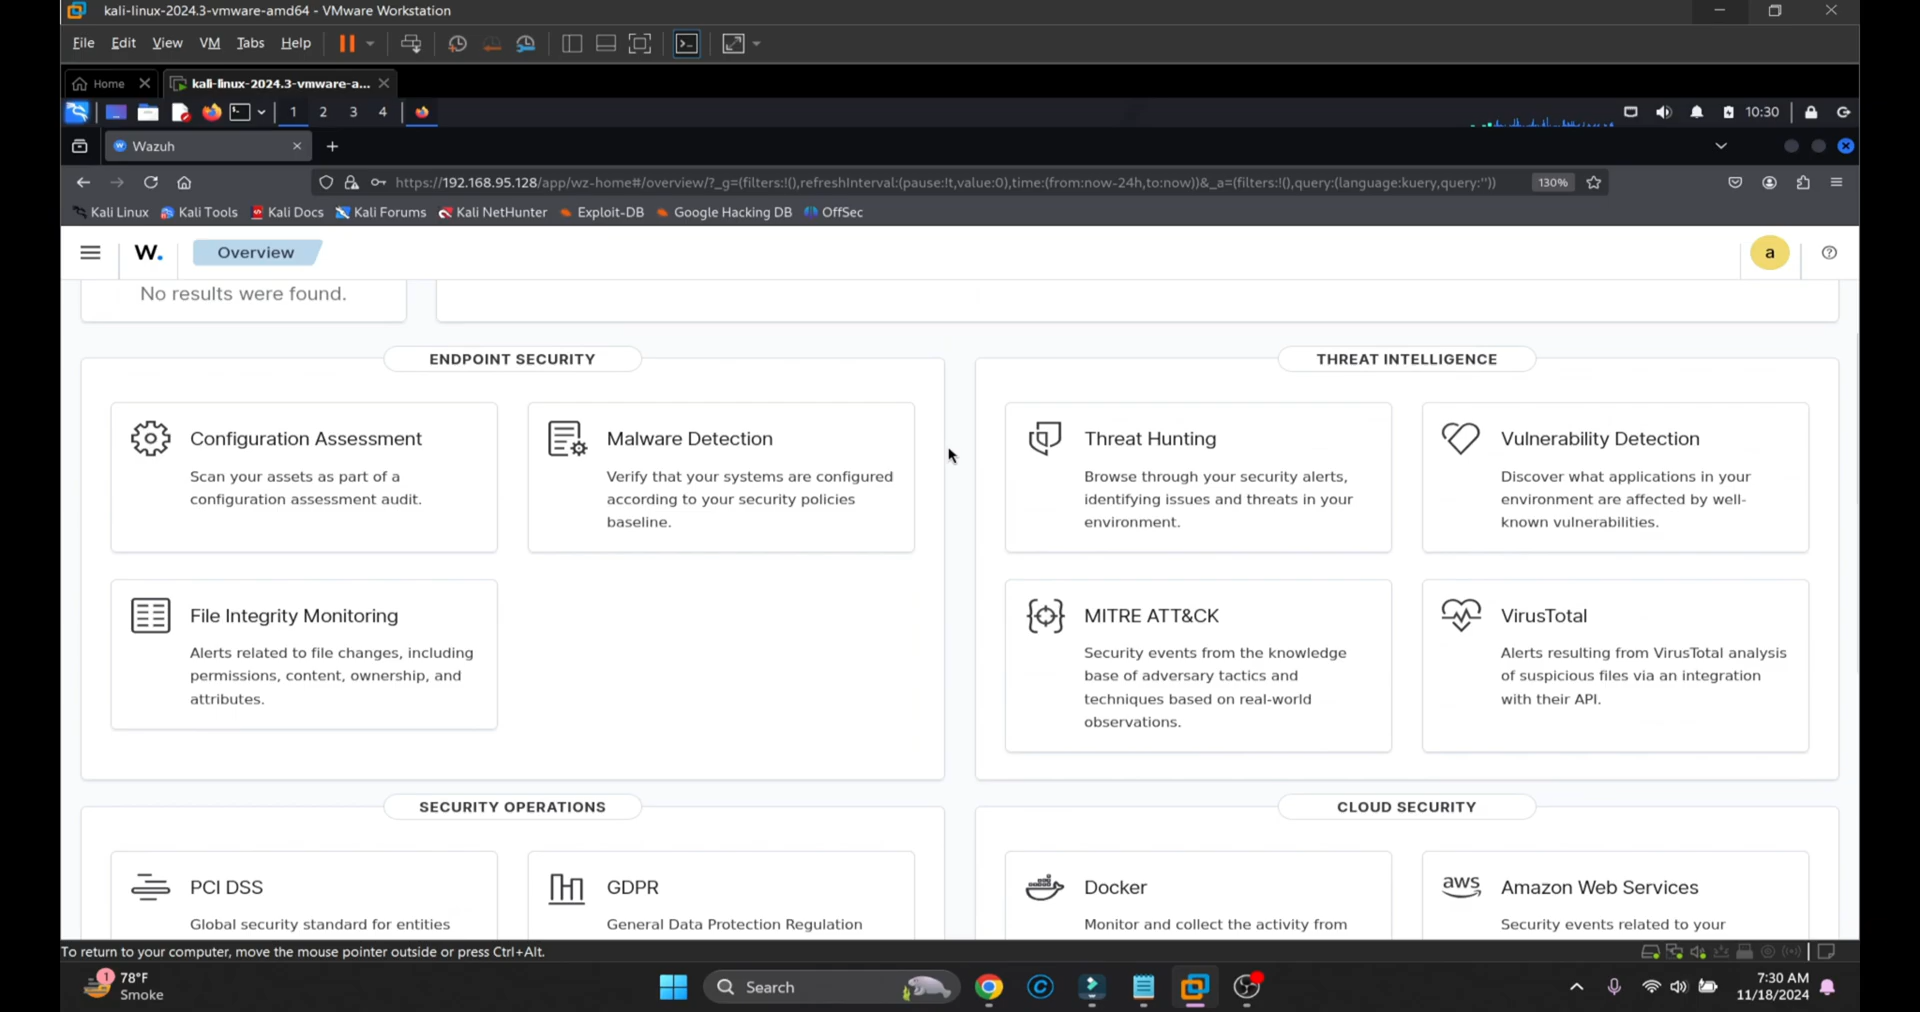 kali-linux-2024.3-vmware-amd64 - VMware Workstation
File Edit View VM Tabs Help
Home kali-linux-2024.3-vmware-a...
1 2 3 4 10:30
Wazuh
https://192.168.95.128/app/wz-home#/overview/?_g=(filters:!(),refreshInterval:(pause:!t,value:0),time:(from:now-24h,to:now))&_a=(filters:!(),query:(language:kuery,query:'')) 130%
Kali Linux Kali Tools Kali Docs Kali Forums Kali NetHunter Exploit-DB Google Hacking DB OffSec
W. Overview a
No results were found.
ENDPOINT SECURITY
Configuration Assessment
Scan your assets as part of a
configuration assessment audit.
Malware Detection
Verify that your systems are configured
according to your security policies
baseline.
File Integrity Monitoring
Alerts related to file changes, including
permissions, content, ownership, and
attributes.
THREAT INTELLIGENCE
Threat Hunting
Browse through your security alerts,
identifying issues and threats in your
environment.
Vulnerability Detection
Discover what applications in your
environment are affected by well-
known vulnerabilities.
MITRE ATT&CK
Security events from the knowledge
base of adversary tactics and
techniques based on real-world
observations.
VirusTotal
Alerts resulting from VirusTotal analysis
of suspicious files via an integration
with their API.
SECURITY OPERATIONS
PCI DSS
Global security standard for entities
GDPR
General Data Protection Regulation
CLOUD SECURITY
Docker
Monitor and collect the activity from
aws
Amazon Web Services
Security events related to your
To return to your computer, move the mouse pointer outside or press Ctrl+Alt.
1
78°F
Smoke
Search
7:30 AM
11/18/2024